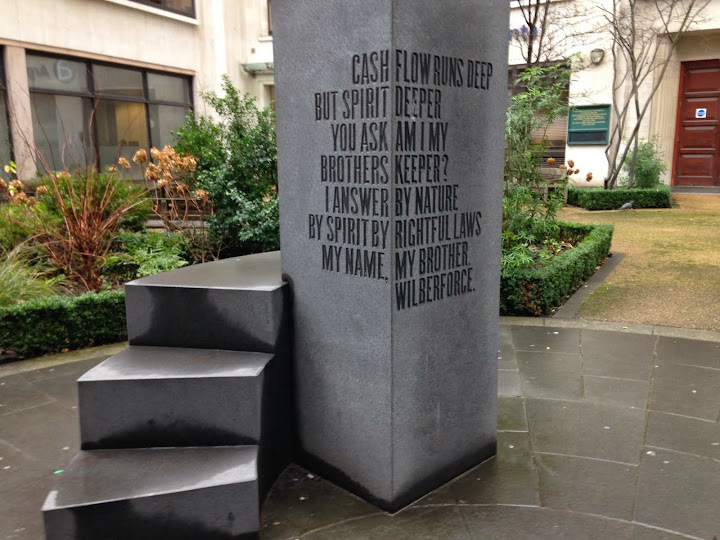 CASH FLOW RUNS DEEP
BUT SPIRIT DEEPER
YOU ASK AM I MY
BROTHERS KEEPER?
I ANSWER BY NATURE
BY SPIRIT BY RIGHTFUL LAWS
MY NAME, MY BROTHER,
WILBERFORCE.